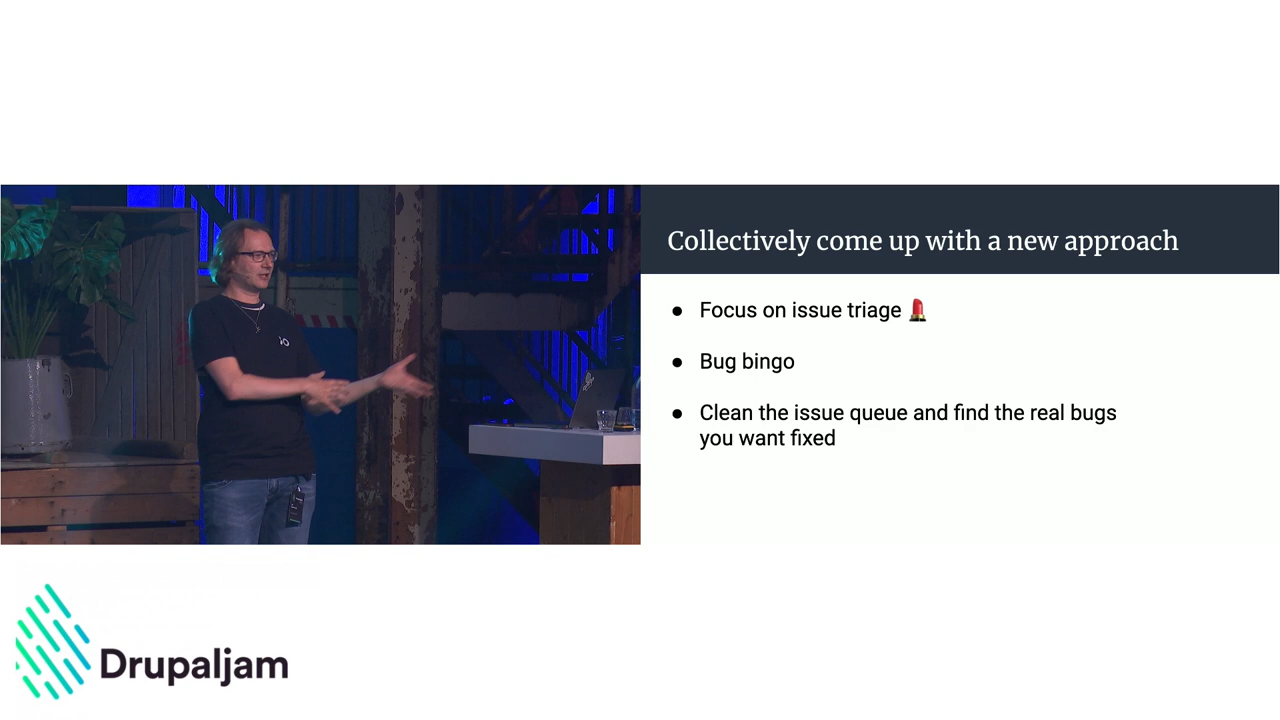 Collectively come up with a new approach
● Focus on issue triage 💄
● Bug bingo
● Clean the issue queue and find the real bugs
you want fixed
iO
Drupaljam